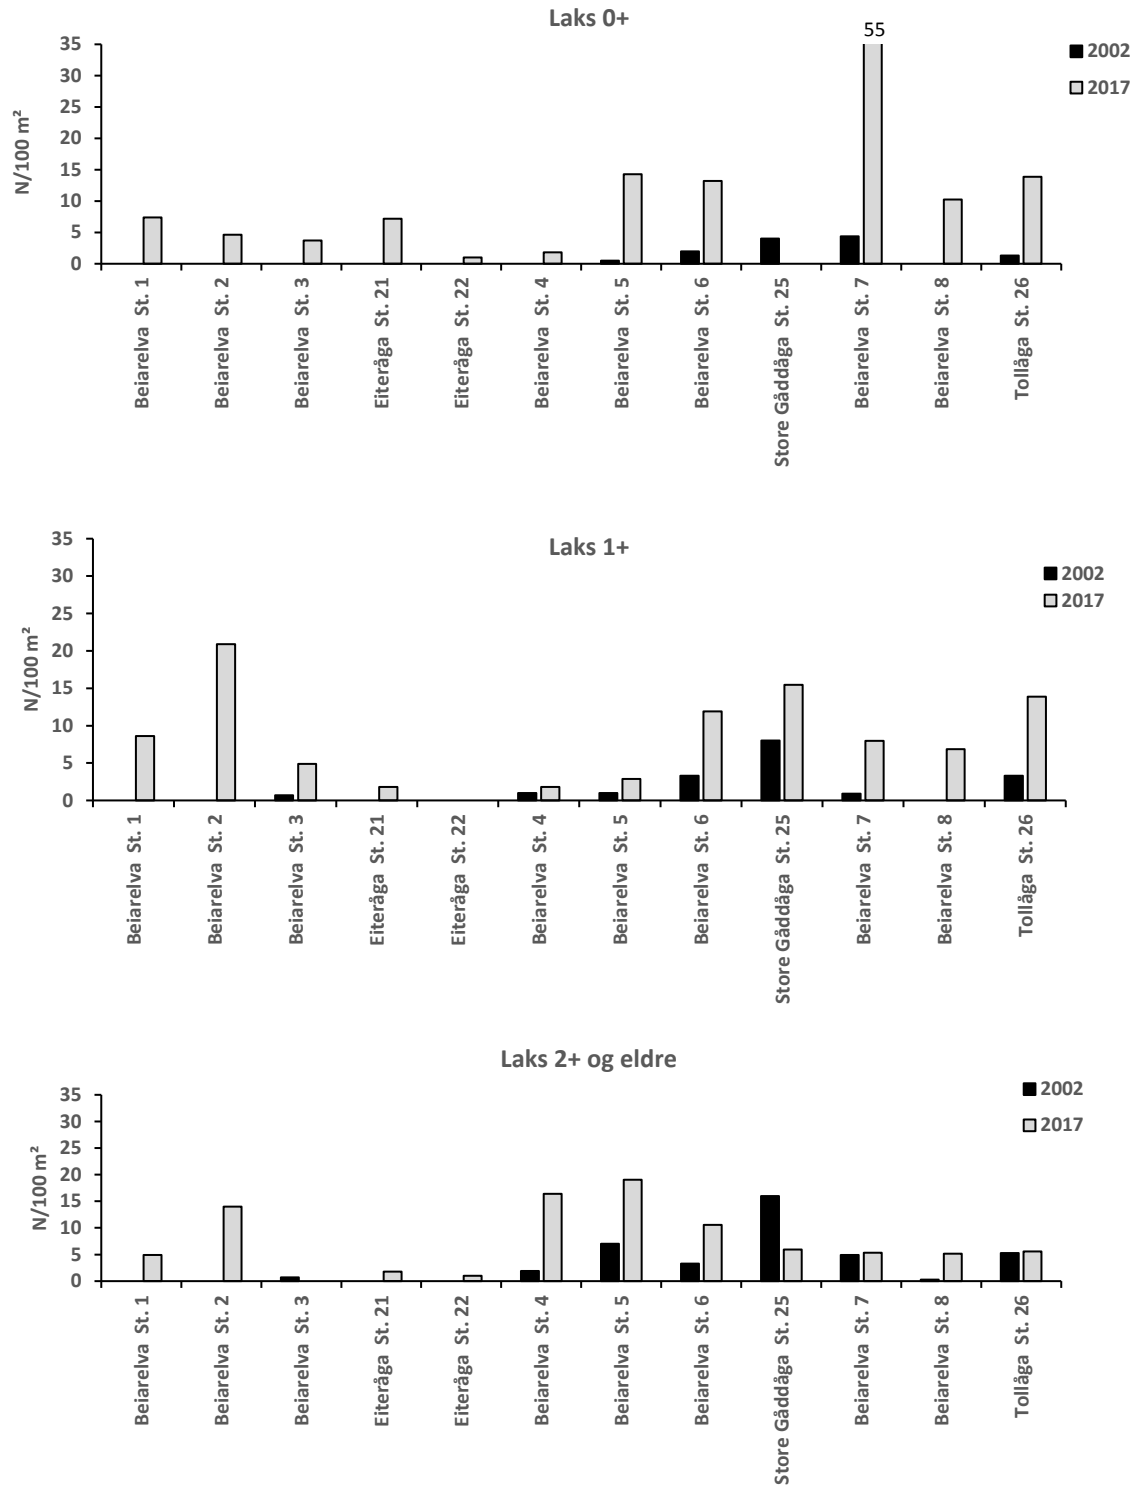 Laks 0+
55
2002
2017
N/100 m²
35
30
25
20
15
10
5
0
Beiarelva St. 1
Beiarelva St. 2
Beiarelva St. 3
Eiteråga St. 21
Eiteråga St. 22
Beiarelva St. 4
Beiarelva St. 5
Beiarelva St. 6
Store Gåddåga St. 25
Beiarelva St. 7
Beiarelva St. 8
Tollåga St. 26
Laks 1+
2002
2017
N/100 m²
35
30
25
20
15
10
5
0
Beiarelva St. 1
Beiarelva St. 2
Beiarelva St. 3
Eiteråga St. 21
Eiteråga St. 22
Beiarelva St. 4
Beiarelva St. 5
Beiarelva St. 6
Store Gåddåga St. 25
Beiarelva St. 7
Beiarelva St. 8
Tollåga St. 26
Laks 2+ og eldre
2002
2017
N/100 m²
35
30
25
20
15
10
5
0
Beiarelva St. 1
Beiarelva St. 2
Beiarelva St. 3
Eiteråga St. 21
Eiteråga St. 22
Beiarelva St. 4
Beiarelva St. 5
Beiarelva St. 6
Store Gåddåga St. 25
Beiarelva St. 7
Beiarelva St. 8
Tollåga St. 26